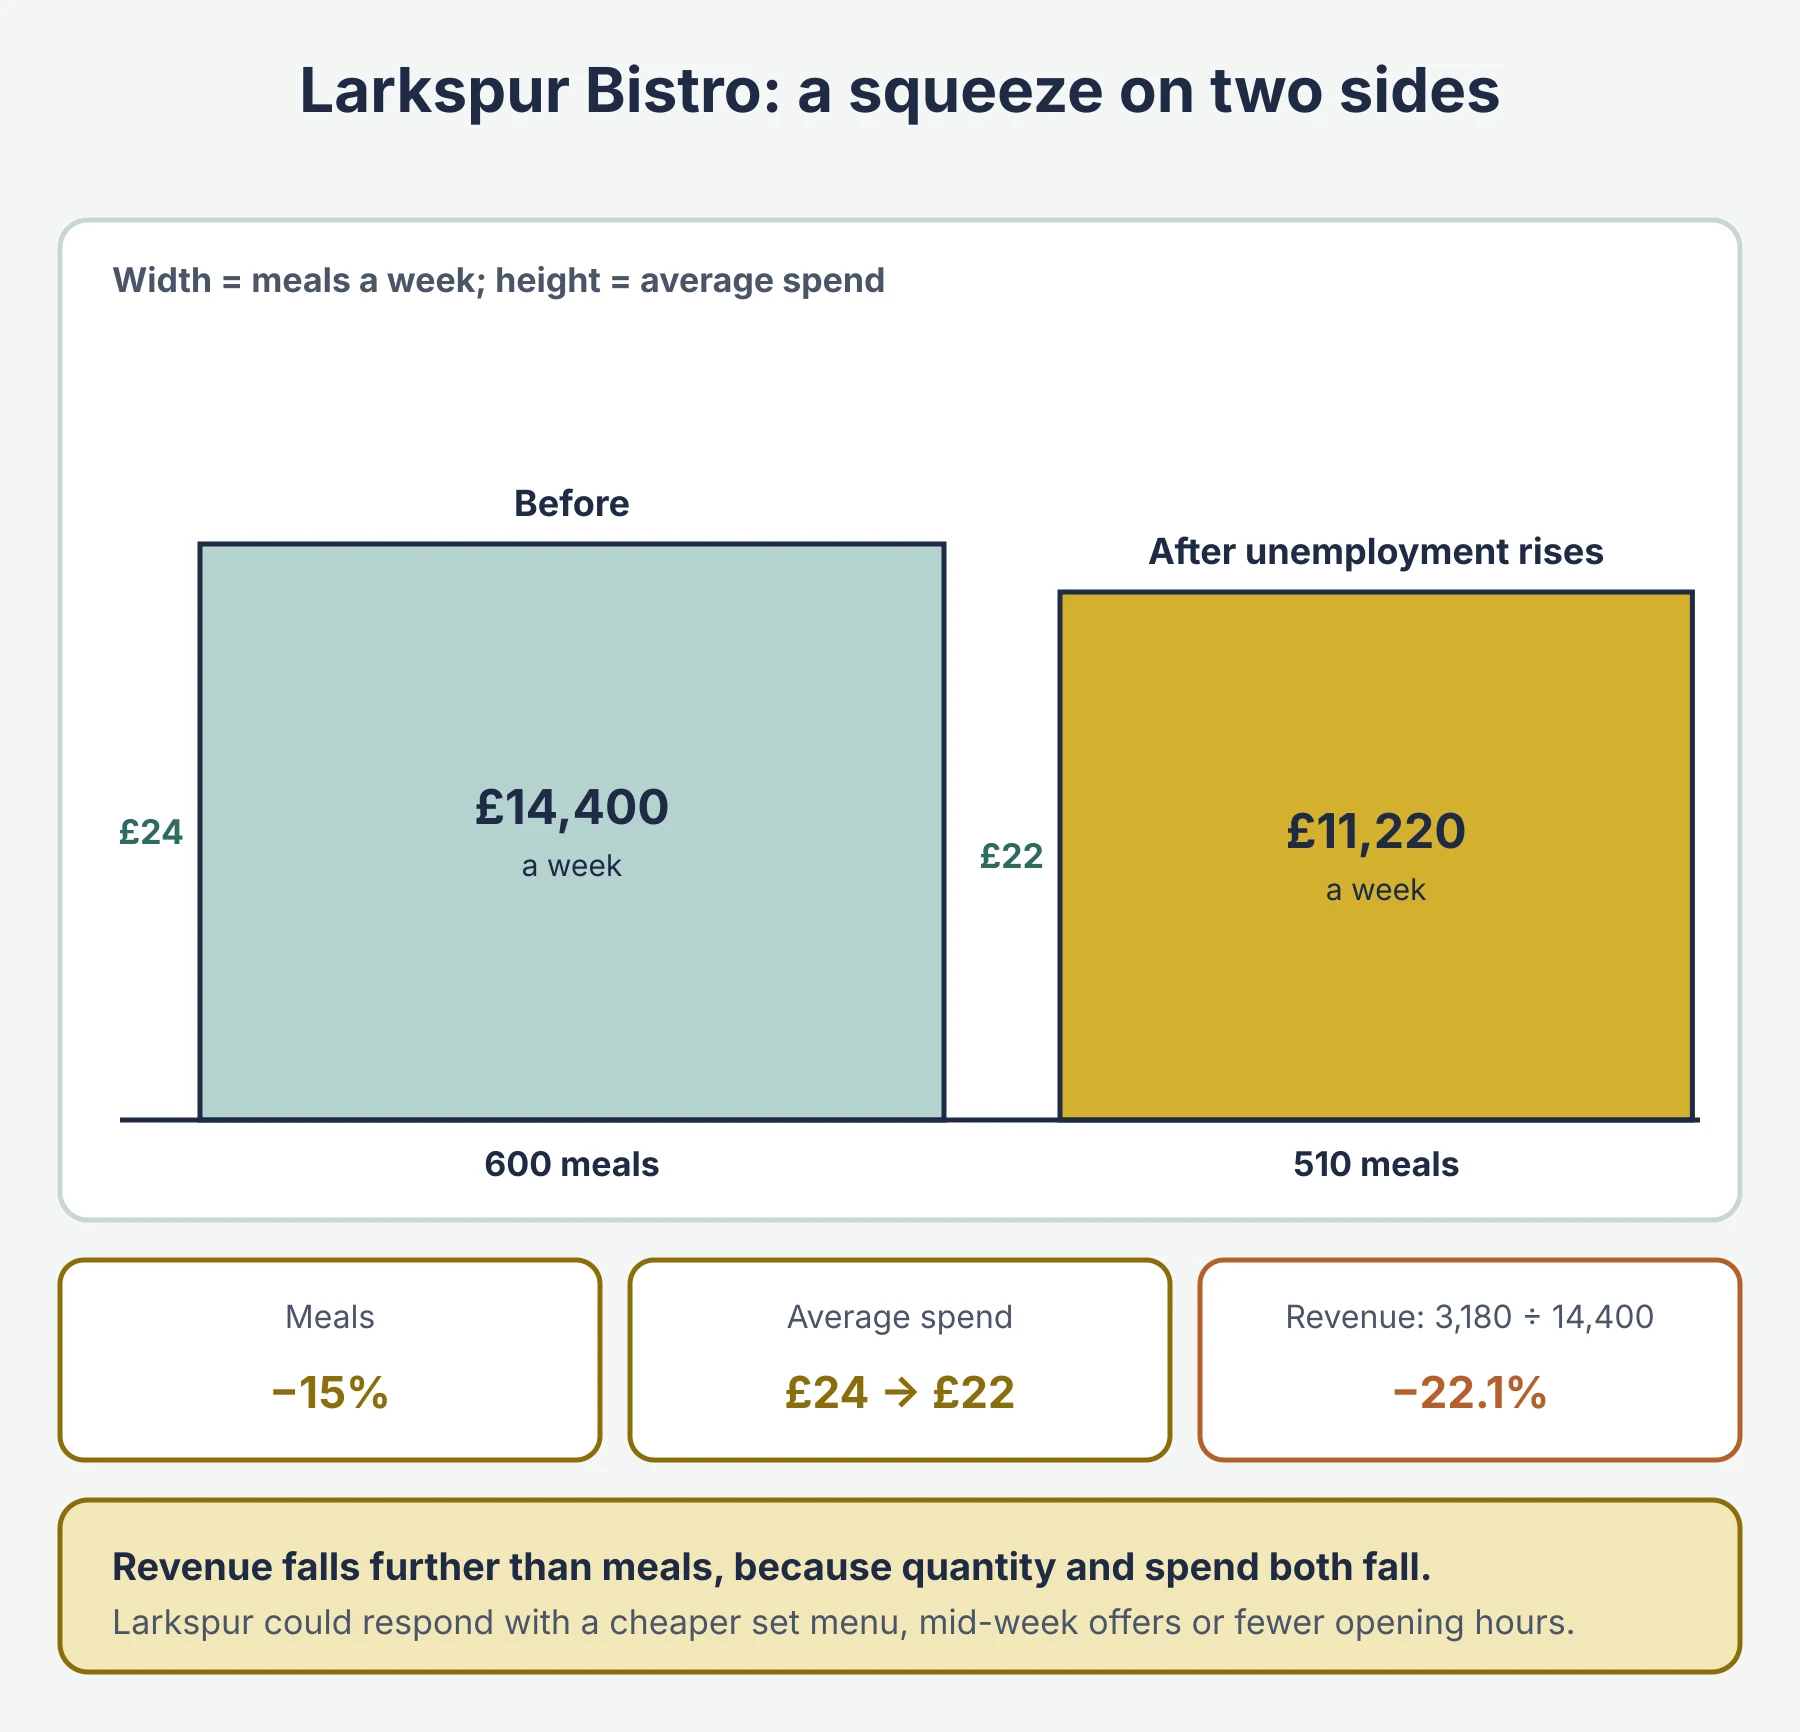 Larkspur Bistro: a squeeze on two sides
Width = meals a week; height = average spend
Before
After unemployment rises
£24
£14,400
a week
£22
£11,220
a week
600 meals
510 meals
Meals
−15%
Average spend
£24 → £22
Revenue: 3,180 ÷ 14,400
−22.1%
Revenue falls further than meals, because quantity and spend both fall.
Larkspur could respond with a cheaper set menu, mid-week offers or fewer opening hours.